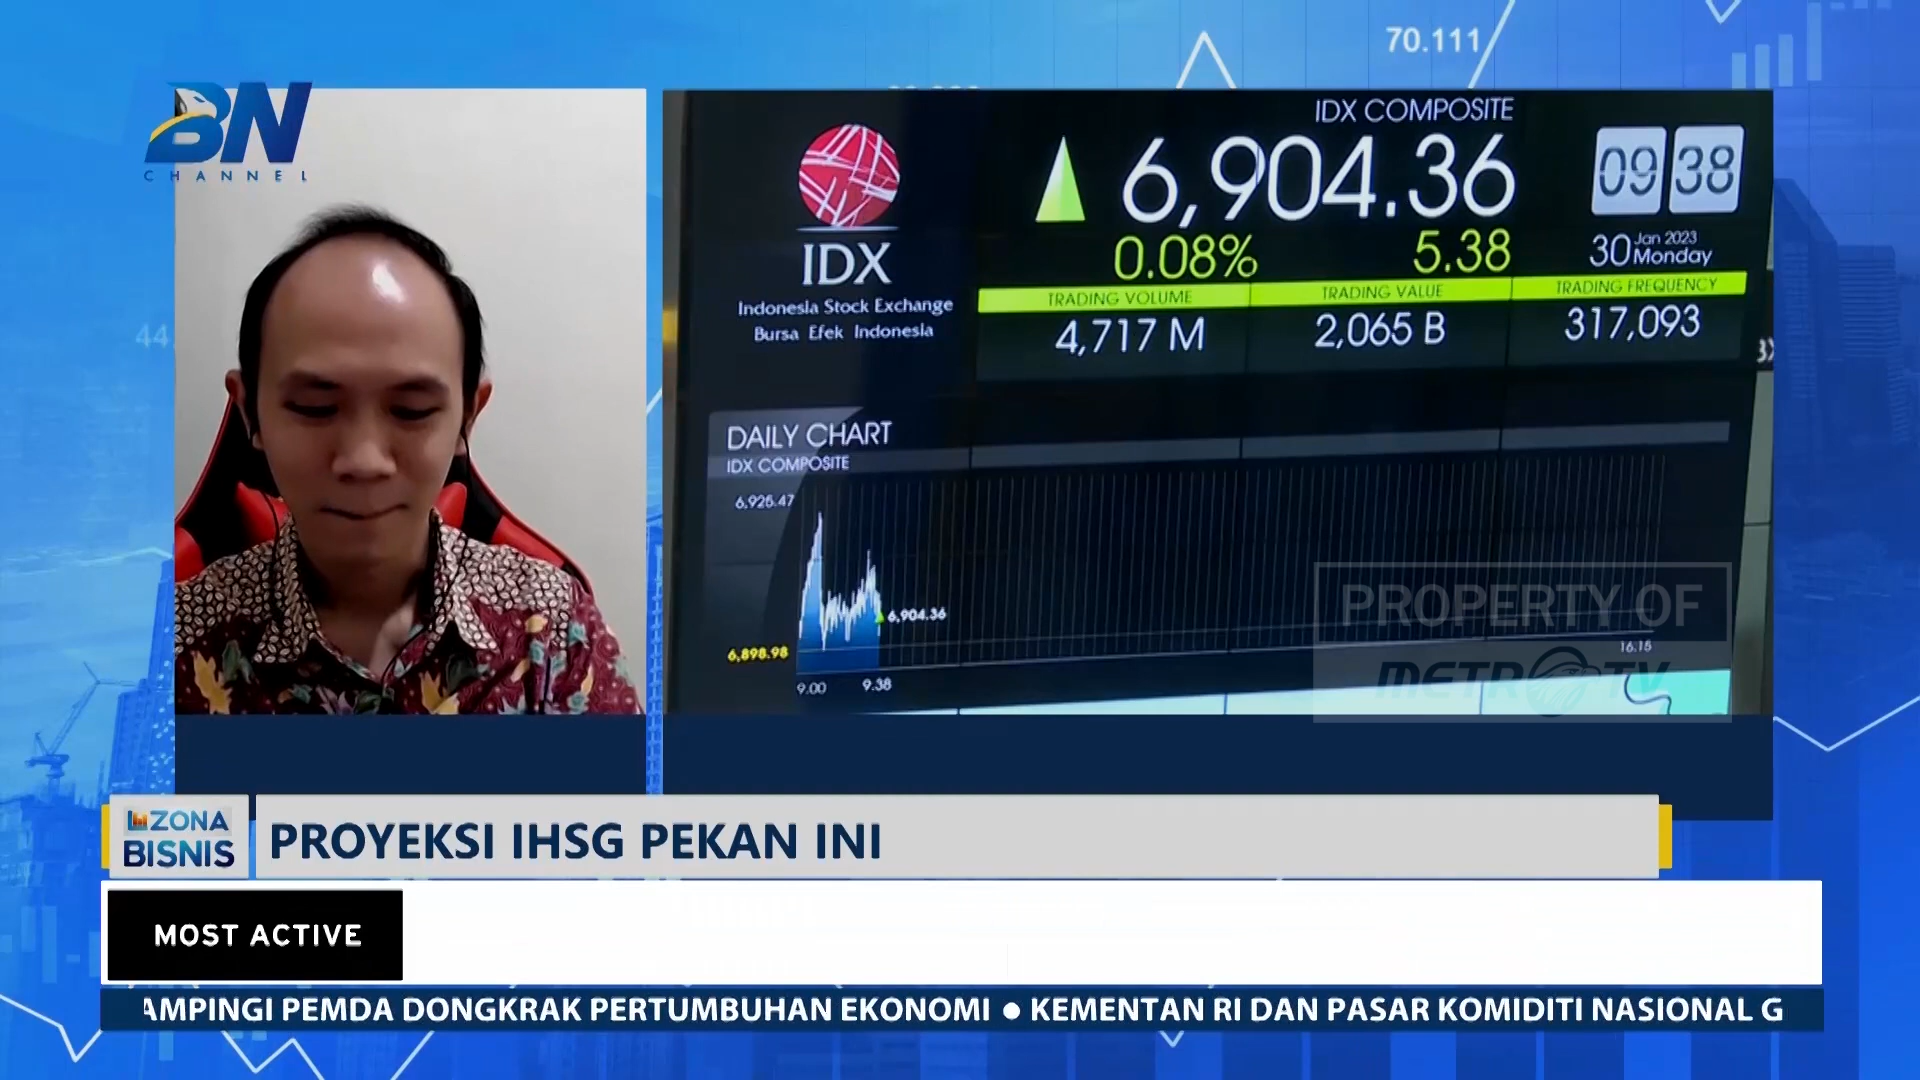 70.111
BN
CHANNEL
44
IDX COMPOSITE
6,904.36
0.08% 5.38
09 38
30 Jan 2023
Monday
IDX
Indonesia Stock Exchange
Bursa Efek Indonesia
TRADING VOLUME TRADING VALUE TRADING FREQUENCY
4,717 M 2,065 B 317,093
DAILY CHART
IDX COMPOSITE
6,925.47
6,904.36
6,898.98
9.00 9.38 16.15
PROPERTY OF
METRO TV
ZONA
BISNIS
PROYEKSI IHSG PEKAN INI
MOST ACTIVE
AMPINGI PEMDA DONGKRAK PERTUMBUHAN EKONOMI ● KEMENTAN RI DAN PASAR KOMIDITI NASIONAL G